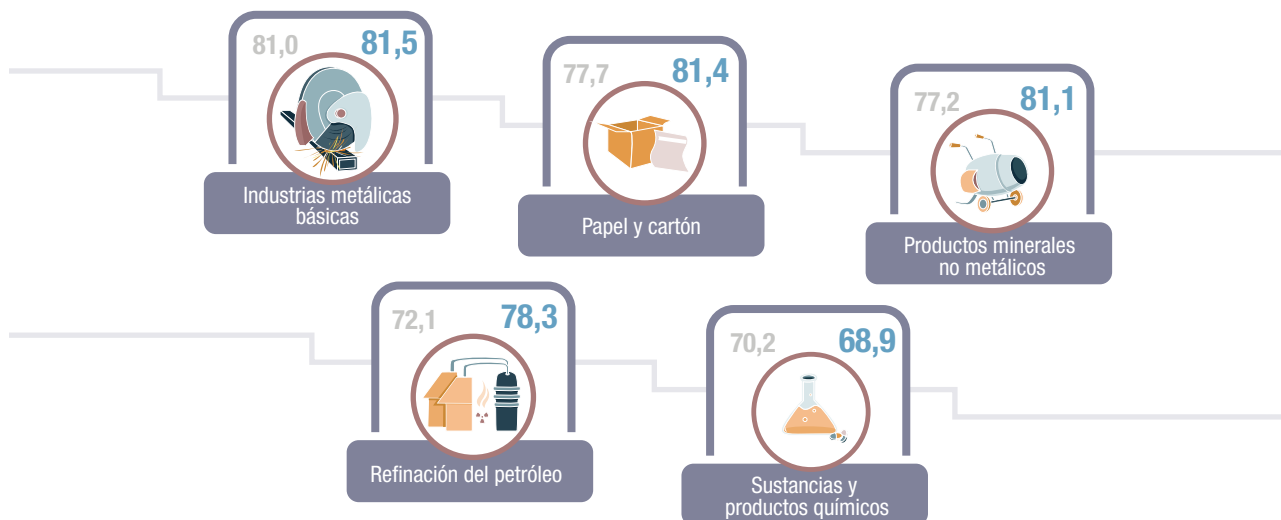 81,0
81,5
Industrias metálicas
básicas
77,7
81,4
Papel y cartón
77,2
81,1
Productos minerales
no metálicos
72,1
78,3
Refinación del petróleo
70,2
68,9
Sustancias y
productos químicos